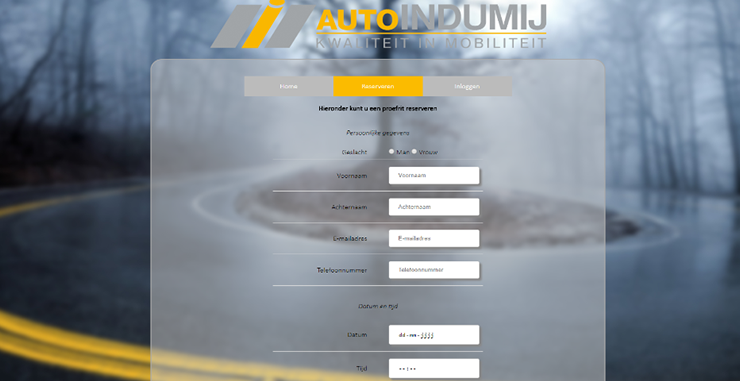 AUTOINDUMIJ
KWALITEIT IN MOBILITEIT
Home Reserveren Inloggen
Hieronder kunt u een proefrit reserveren
Persoonlijke gegevens
Geslacht Man Vrouw
Voornaam Voornaam
Achternaam Achternaam
E-mailadres E-mailadres
Telefoonnummer Telefoonnummer
Datum en tijd
Datum dd-mm-jjjj
Tijd --:--